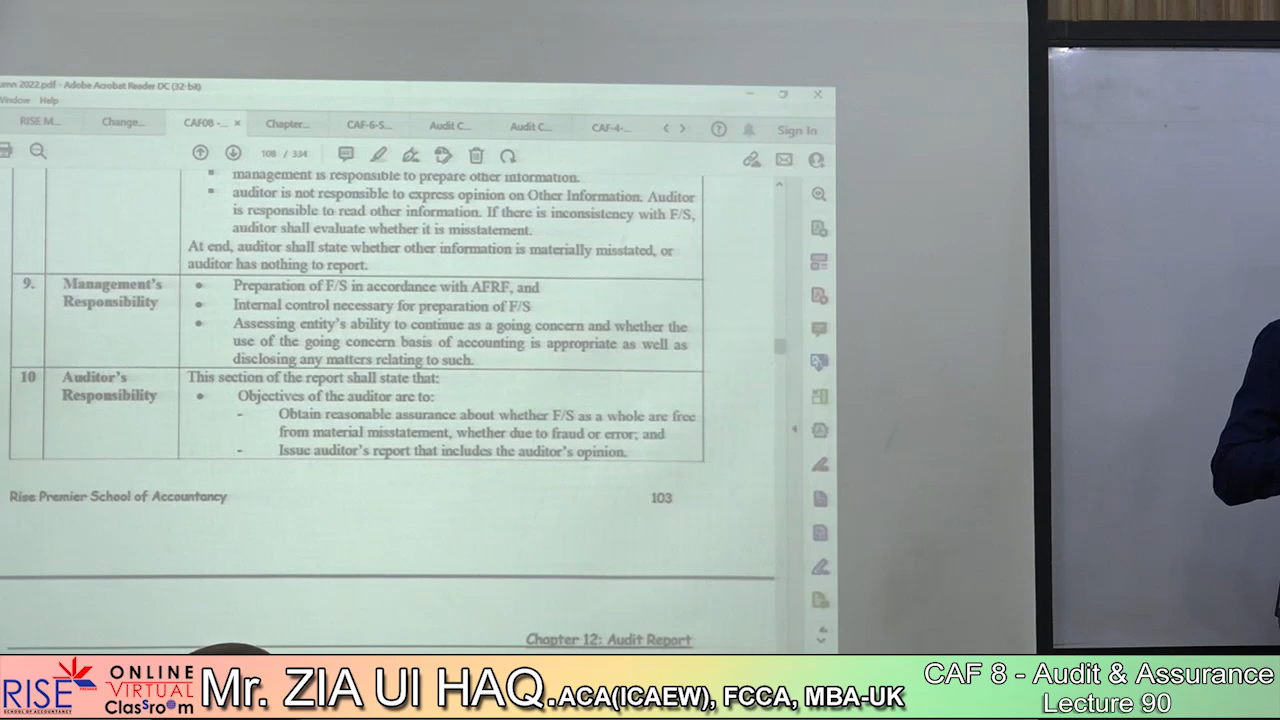 2022.pdf - Adobe Acrobat Reader DC (32-bit)
Window Help
RISE M...
Change...
CAF08 -... ×
Chapter...
CAF-6-S...
Audit C...
Audit C...
CAF-4-...
Sign In
108 / 334
management is responsible to prepare other information.
auditor is not responsible to express opinion on Other Information. Auditor
is responsible to read other information. If there is inconsistency with F/S,
auditor shall evaluate whether it is misstatement.
At end, auditor shall state whether other information is materially misstated, or
auditor has nothing to report.
9. Management's
Responsibility
• Preparation of F/S in accordance with AFRF, and
• Internal control necessary for preparation of F/S
• Assessing entity's ability to continue as a going concern and whether the
use of the going concern basis of accounting is appropriate as well as
disclosing any matters relating to such.
10 Auditor's
Responsibility
This section of the report shall state that:
• Objectives of the auditor are to:
- Obtain reasonable assurance about whether F/S as a whole are free
from material misstatement, whether due to fraud or error; and
- Issue auditor's report that includes the auditor's opinion.
Rise Premier School of Accountancy 103
Chapter 12: Audit Report
RISE
PREMIER
SCHOOL OF ACCOUNTANCY
ONLINE
VIRTUAL
Classroom
Mr. ZIA Ul HAQ. ACA(ICAEW), FCCA, MBA-UK
CAF 8 - Audit & Assurance
Lecture 90